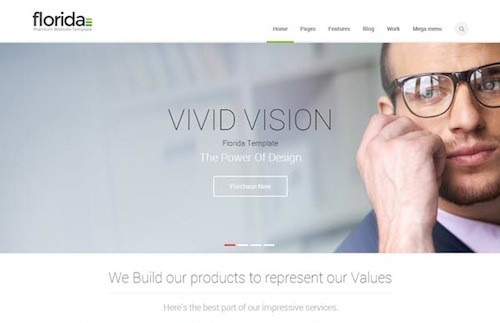 florida
Premium Website Template
Home Pages Features Blog Work Mega menu
VIVID VISION
Florida Template
The Power Of Design
Purchase Now
We Build our products to represent our Values
Here's the best part of our impressive services.